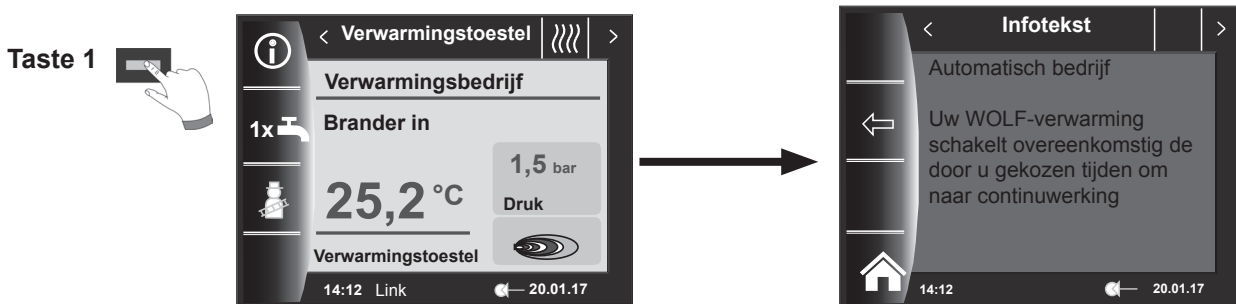 Taste 1
Verwarmingstoestel
Verwarmingsbedrijf
1x
Brander in
25,2 °C
1,5 bar
Druk
Verwarmingstoestel
14:12 Link 20.01.17
Infotekst
Automatisch bedrijf
Uw WOLF-verwarming
schakelt overeenkomstig de
door u gekozen tijden om
naar continuwerking
14:12 20.01.17